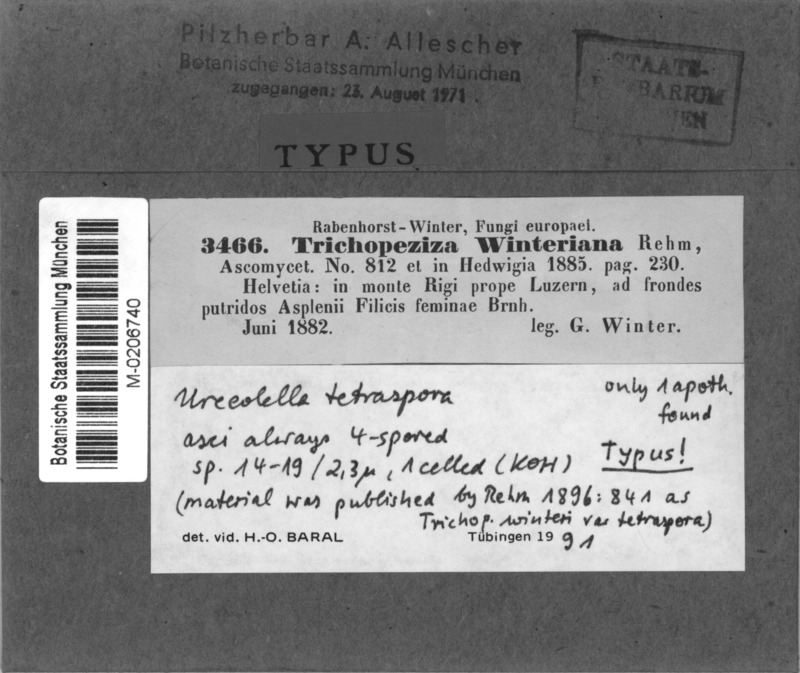 Pilzherbar A. Allescher
Botanische Staatssammlung München
zugegangen: 23. August 1971.
STAATS-
TYPUS
Botanische Staatssammlung München
M-0206740
Rabenhorst-Winter, Fungi europaei.
3466. Trichopeziza Winteriana Rehm,
Ascomycet. No. 812 et in Hedwigia 1885. pag. 230.
Helvetia: in monte Rigi prope Luzern, ad frondes
putridos Asplenii Filicis feminae Brnh.
Juni 1882. leg. G. Winter.
Urceolella tetraspora
only 1 apoth.
found
asci always 4-spored
sp. 14-19/2,3µ, 1 celled (KOH)
Typus!
(material was published by Rehm 1896: 841 as
Trichop. winteri var tetraspora)
det. vid. H.-O. BARAL Tübingen 19 91